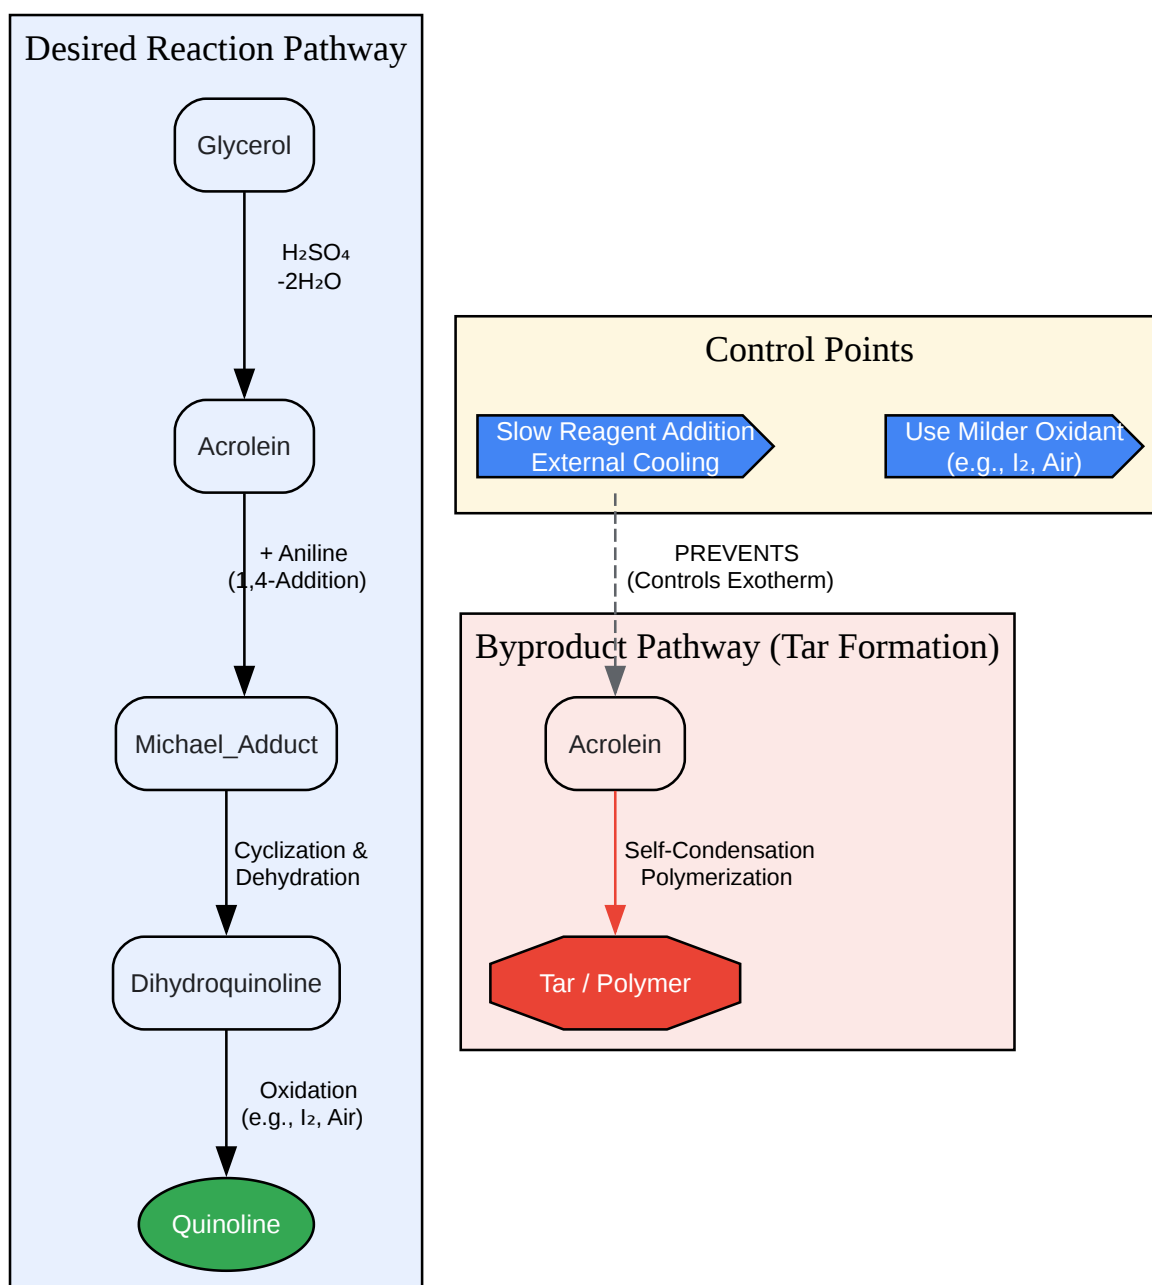 Desired Reaction Pathway
Glycerol
H₂SO₄
-2H₂O
Acrolein
+ Aniline
(1,4-Addition)
Michael_Adduct
Cyclization &
Dehydration
Dihydroquinoline
Oxidation
(e.g., I₂, Air)
Quinoline
Control Points
Slow Reagent Addition
External Cooling
Use Milder Oxidant
(e.g., I₂, Air)
PREVENTS
(Controls Exotherm)
Byproduct Pathway (Tar Formation)
Acrolein
Self-Condensation
Polymerization
Tar / Polymer